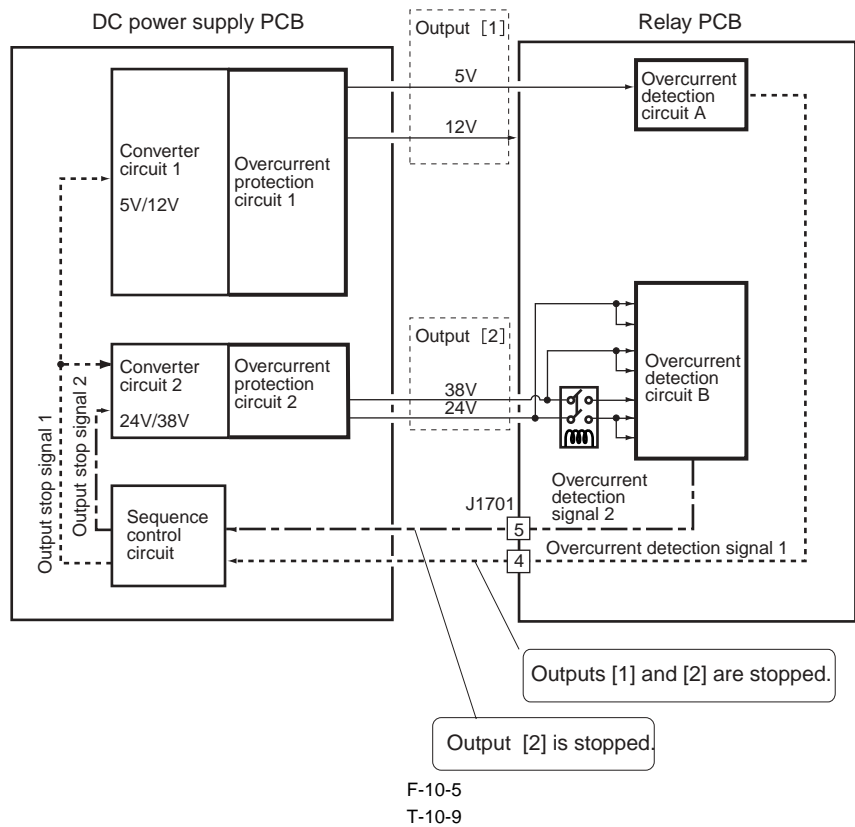 DC power supply PCB
Relay PCB
Output [1]
5V
12V
Overcurrent
detection
circuit A
Converter
circuit 1
5V/12V
Overcurrent
protection
circuit 1
Output [2]
Converter
circuit 2
24V/38V
Overcurrent
protection
circuit 2
38V
24V
Overcurrent
detection
circuit B
Output stop signal 1
Output stop signal 2
Sequence
control
circuit
J1701
Overcurrent
detection
signal 2
5
4
Overcurrent detection signal 1
Outputs [1] and [2] are stopped.
Output [2] is stopped.
F-10-5
T-10-9